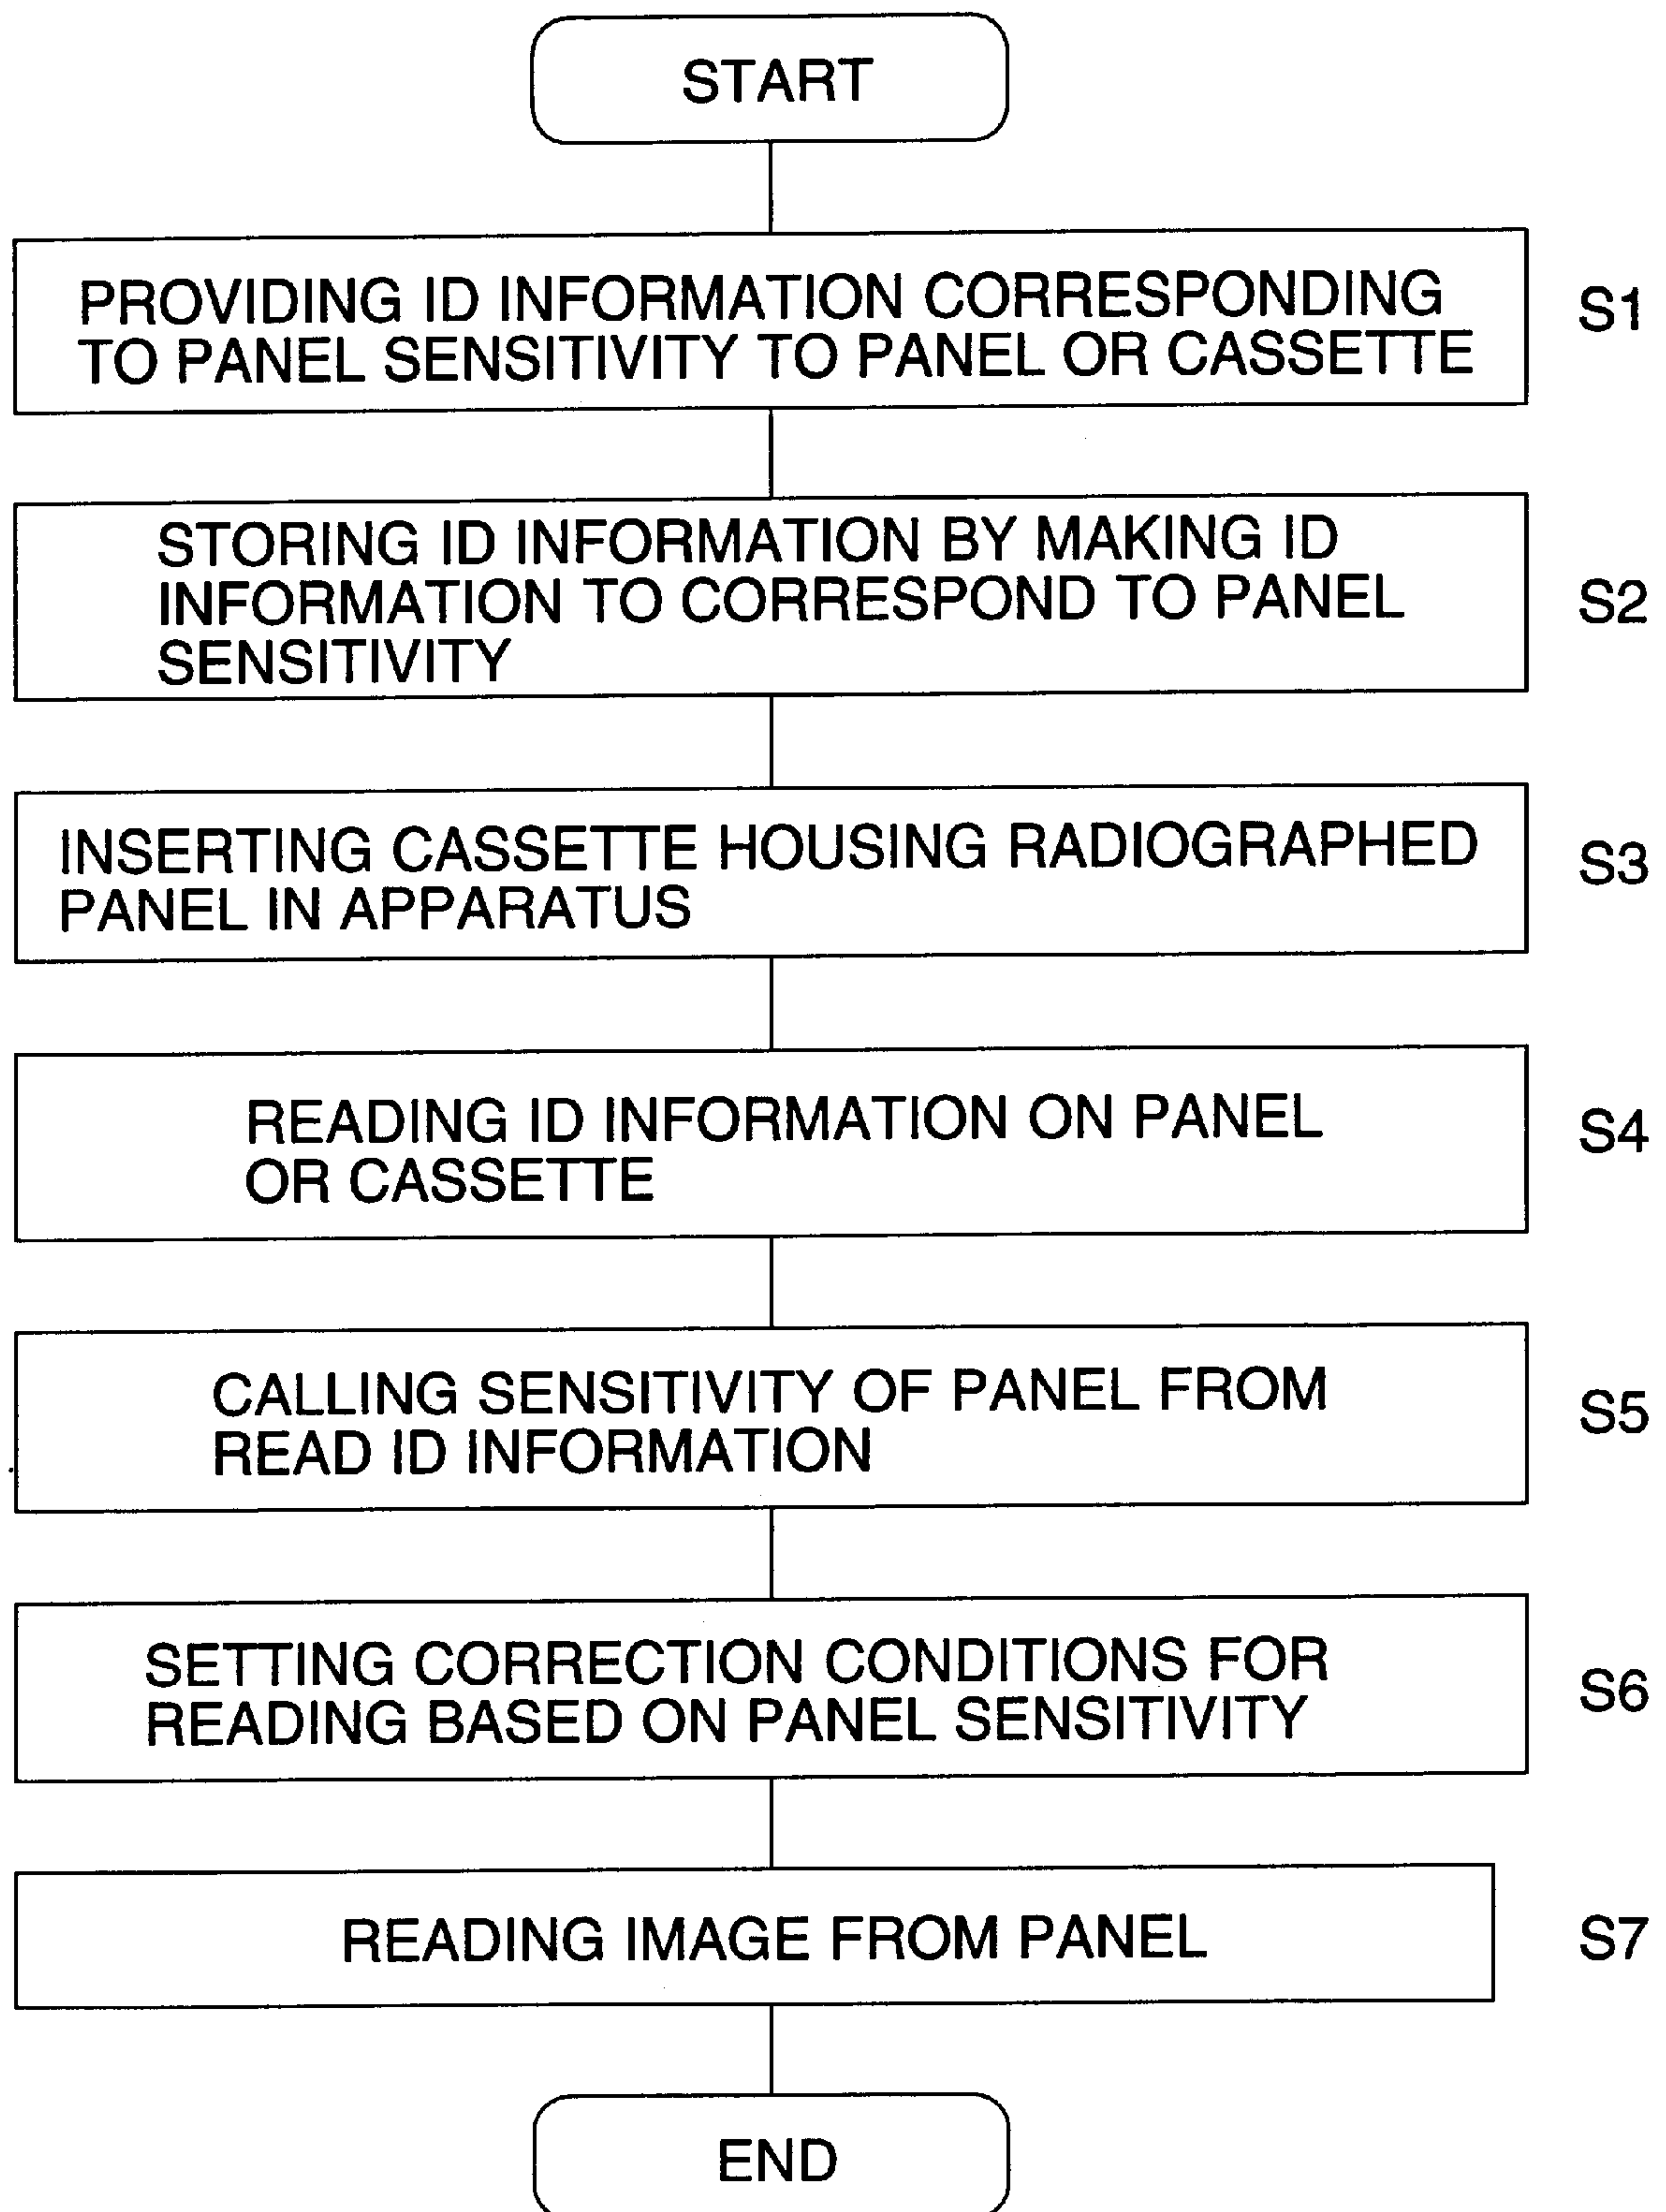 START
PROVIDING ID INFORMATION CORRESPONDING
TO PANEL SENSITIVITY TO PANEL OR CASSETTE
S1
STORING ID INFORMATION BY MAKING ID
INFORMATION TO CORRESPOND TO PANEL
SENSITIVITY
S2
INSERTING CASSETTE HOUSING RADIOGRAPHED
PANEL IN APPARATUS
S3
READING ID INFORMATION ON PANEL
OR CASSETTE
S4
CALLING SENSITIVITY OF PANEL FROM
READ ID INFORMATION
S5
SETTING CORRECTION CONDITIONS FOR
READING BASED ON PANEL SENSITIVITY
S6
READING IMAGE FROM PANEL
S7
END